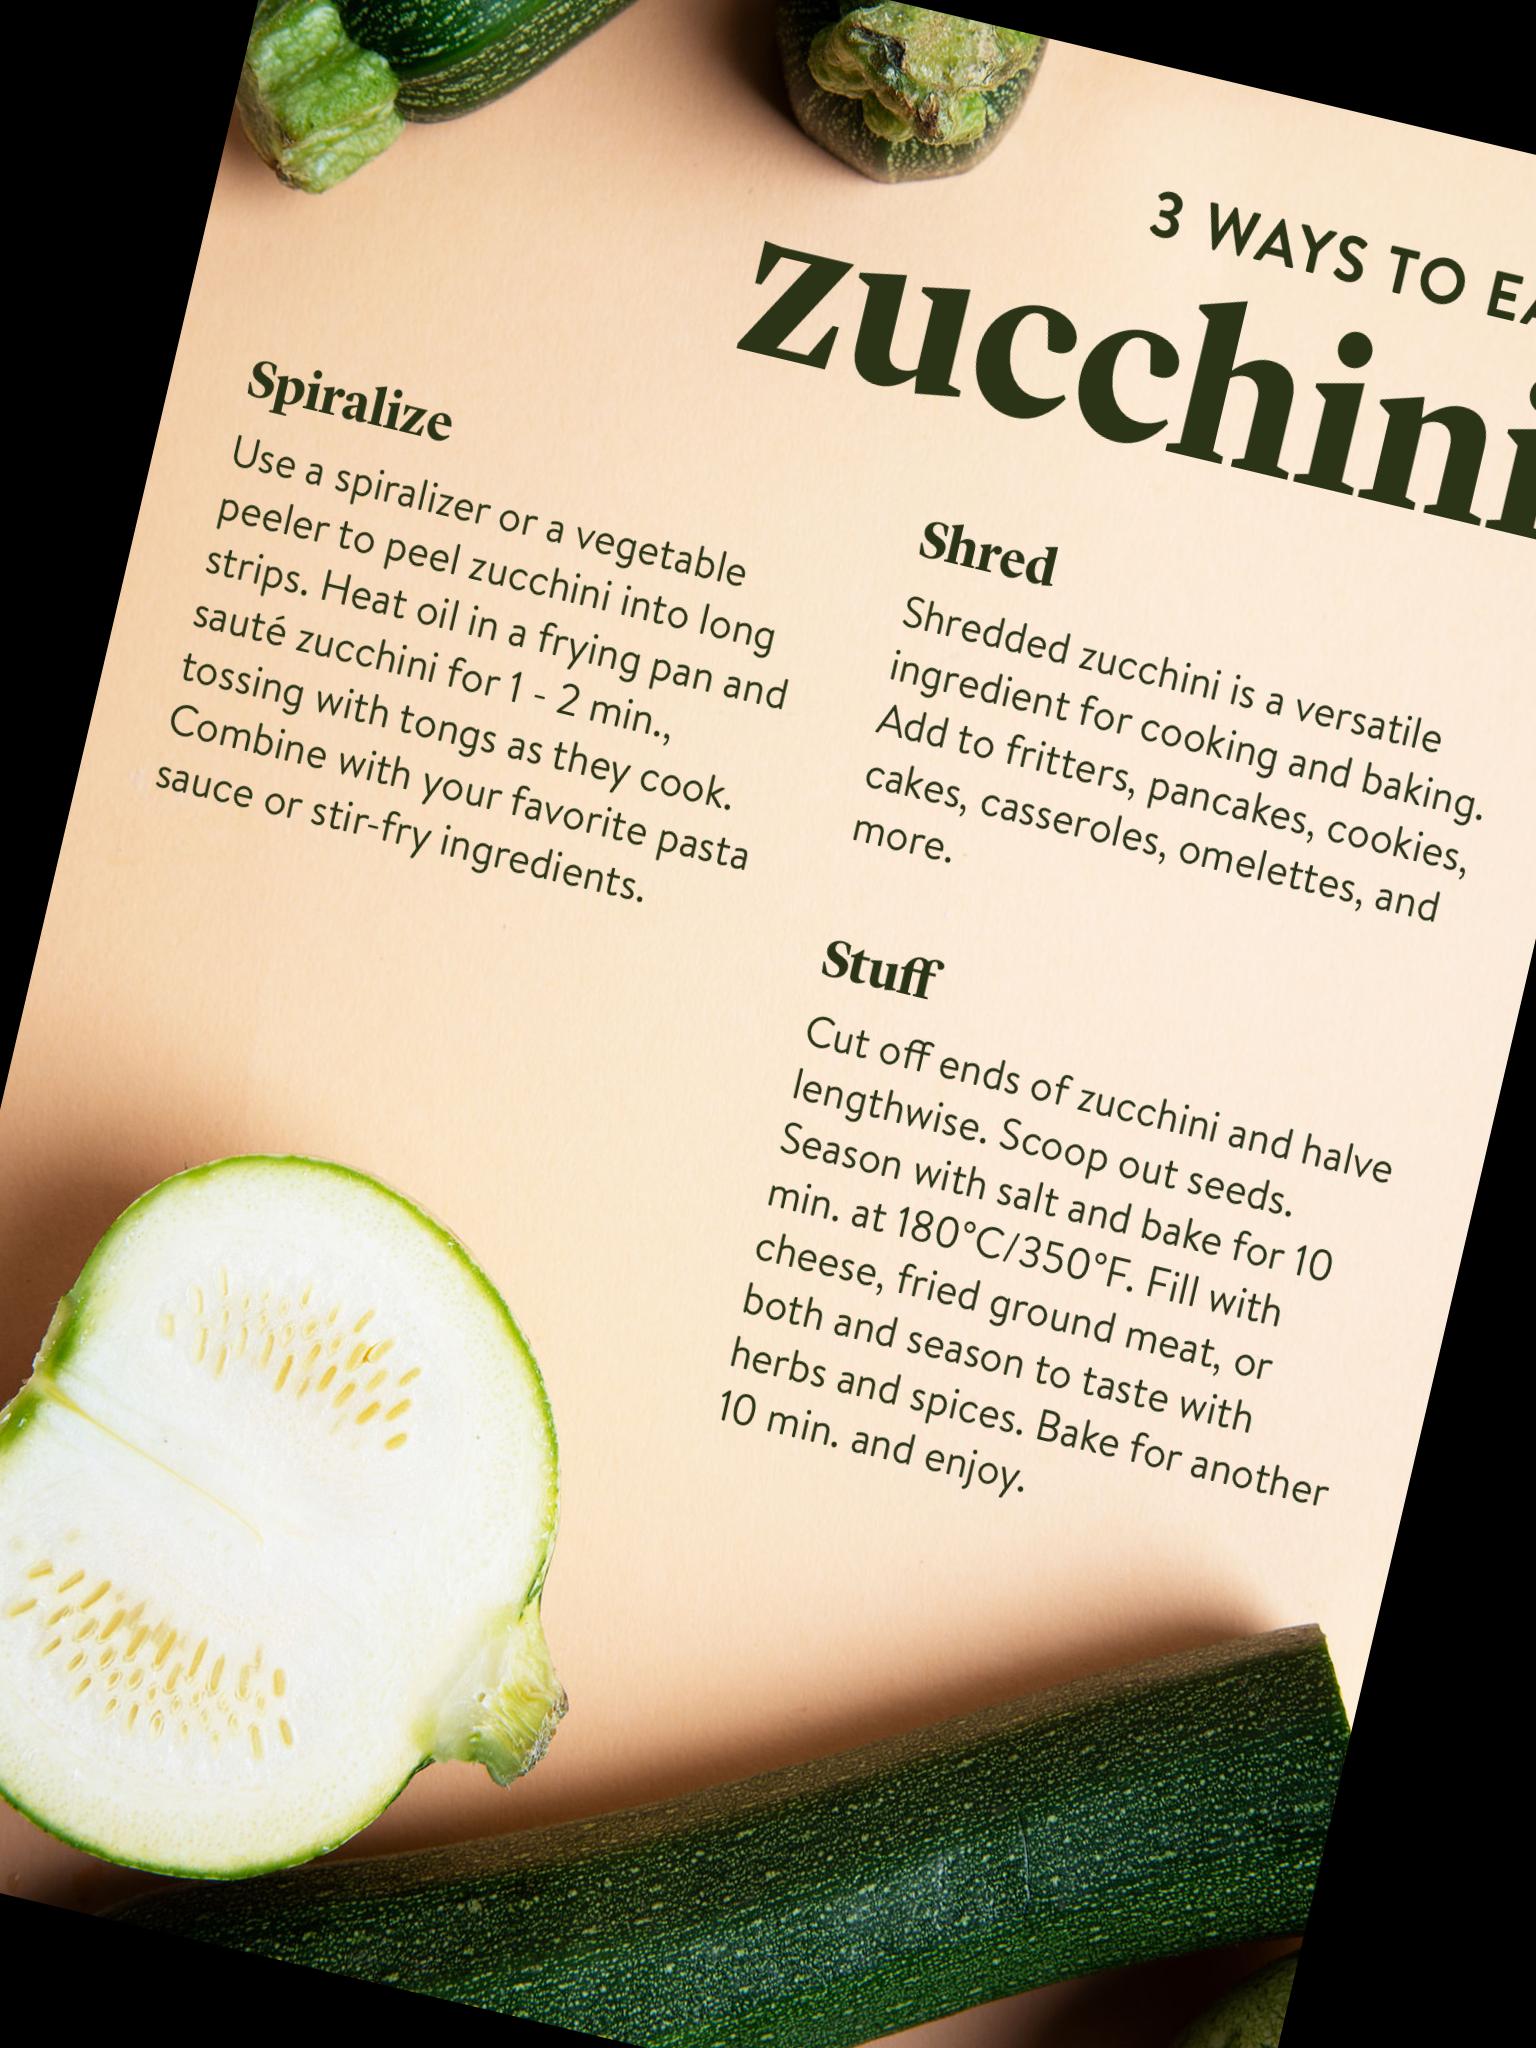 3 WAYS TO EA
zucchini
Spiralize
Use a spiralizer or a vegetable
peeler to peel zucchini into long
strips. Heat oil in a frying pan and
sauté zucchini for 1 - 2 min.,
tossing with tongs as they cook.
Combine with your favorite pasta
sauce or stir-fry ingredients.
Shred
Shredded zucchini is a versatile
ingredient for cooking and baking.
Add to fritters, pancakes, cookies,
cakes, casseroles, omelettes, and
more.
Stuff
Cut off ends of zucchini and halve
lengthwise. Scoop out seeds.
Season with salt and bake for 10
min. at 180°C/350°F. Fill with
cheese, fried ground meat, or
both and season to taste with
herbs and spices. Bake for another
10 min. and enjoy.